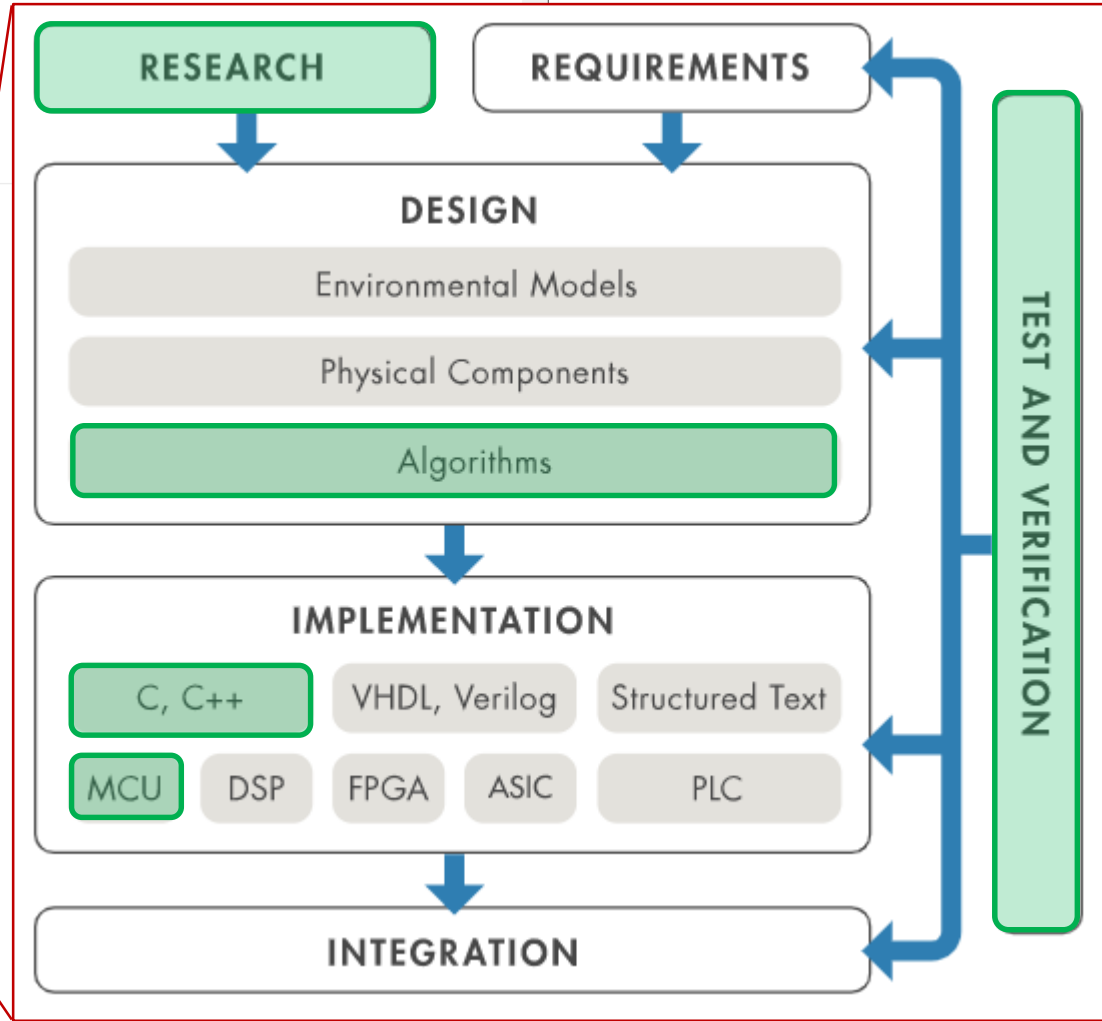 RESEARCH
REQUIREMENTS
DESIGN
Environmental Models
Physical Components
Algorithms
IMPLEMENTATION
C, C++
VHDL, Verilog
Structured Text
MCU
DSP
FPGA
ASIC
PLC
INTEGRATION
TEST AND VERIFICATION